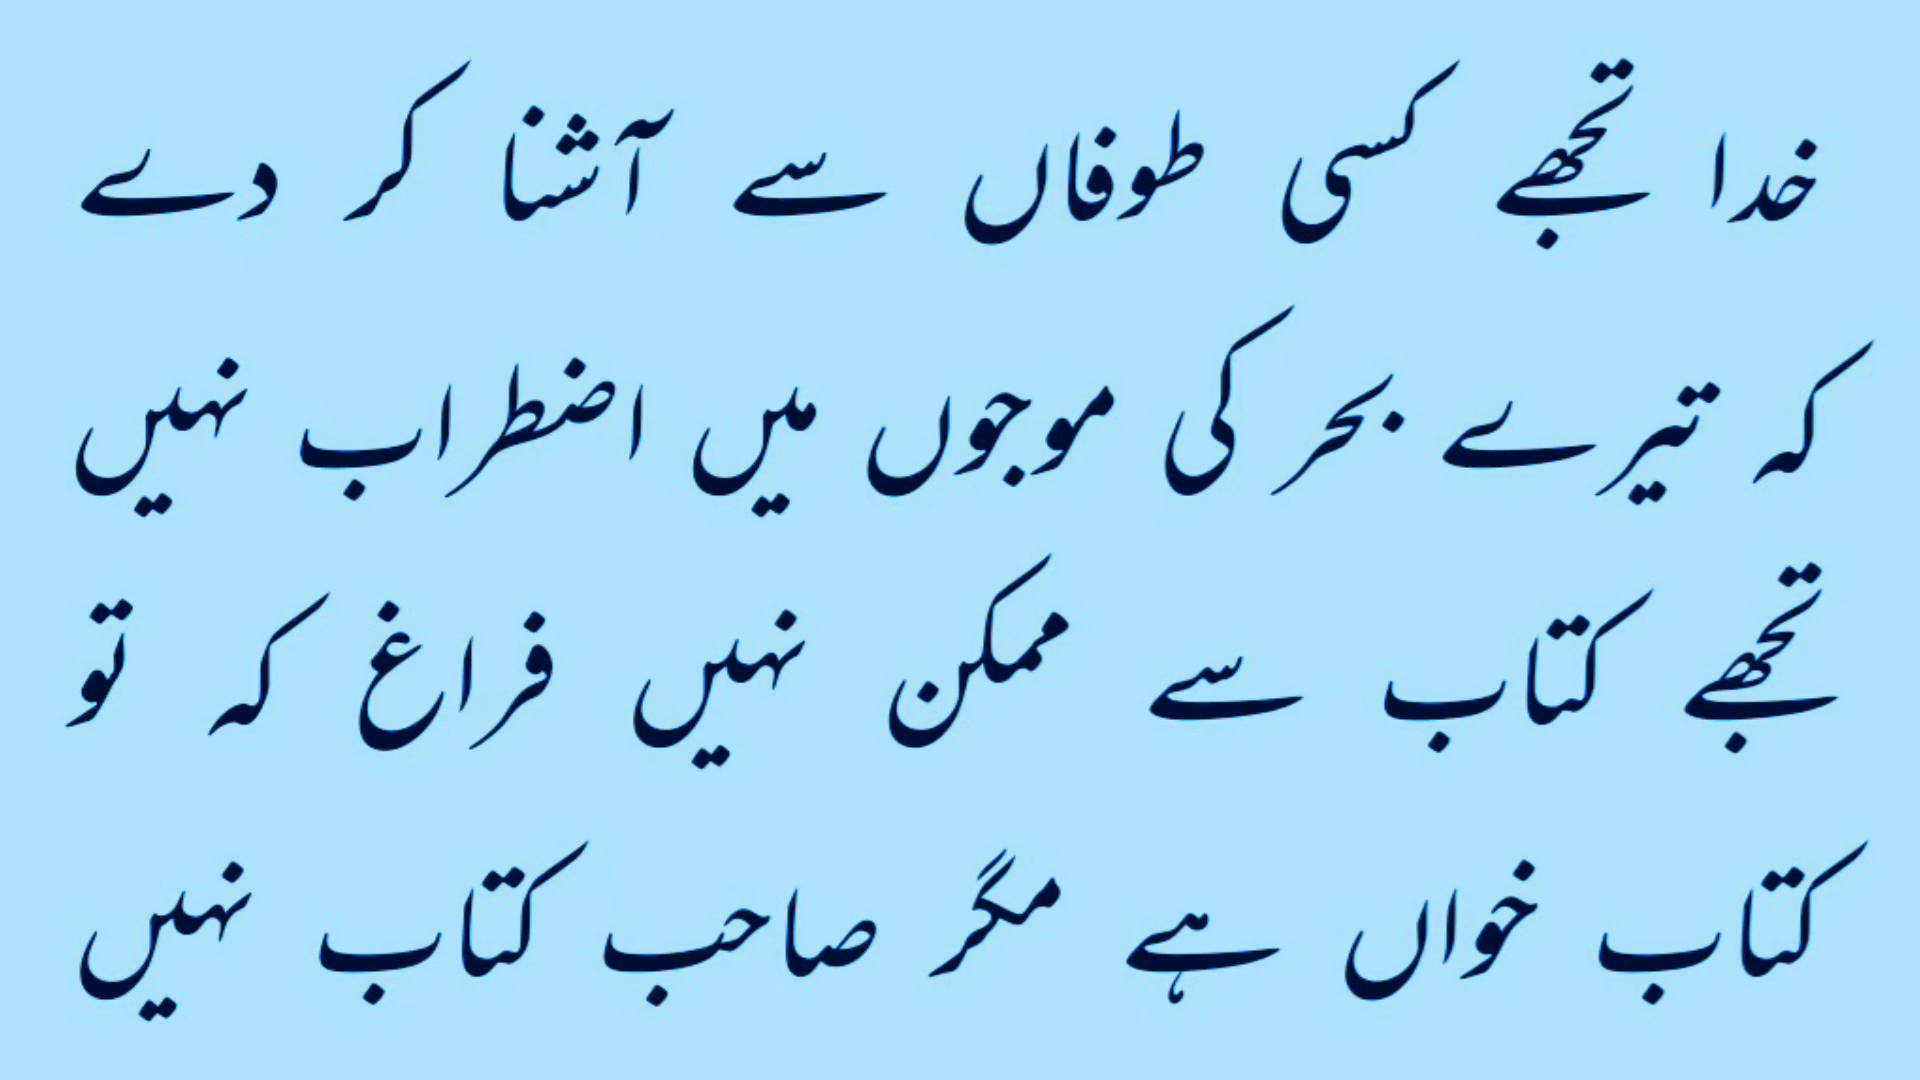 خدا تجھے کسی طوفاں سے آشنا کر دے
کہ تیرے بحر کی موجوں میں اضطراب نہیں
تجھے کتاب سے ممکن نہیں فراغ کہ تو
کتاب خواں ہے مگر صاحب کتاب نہیں